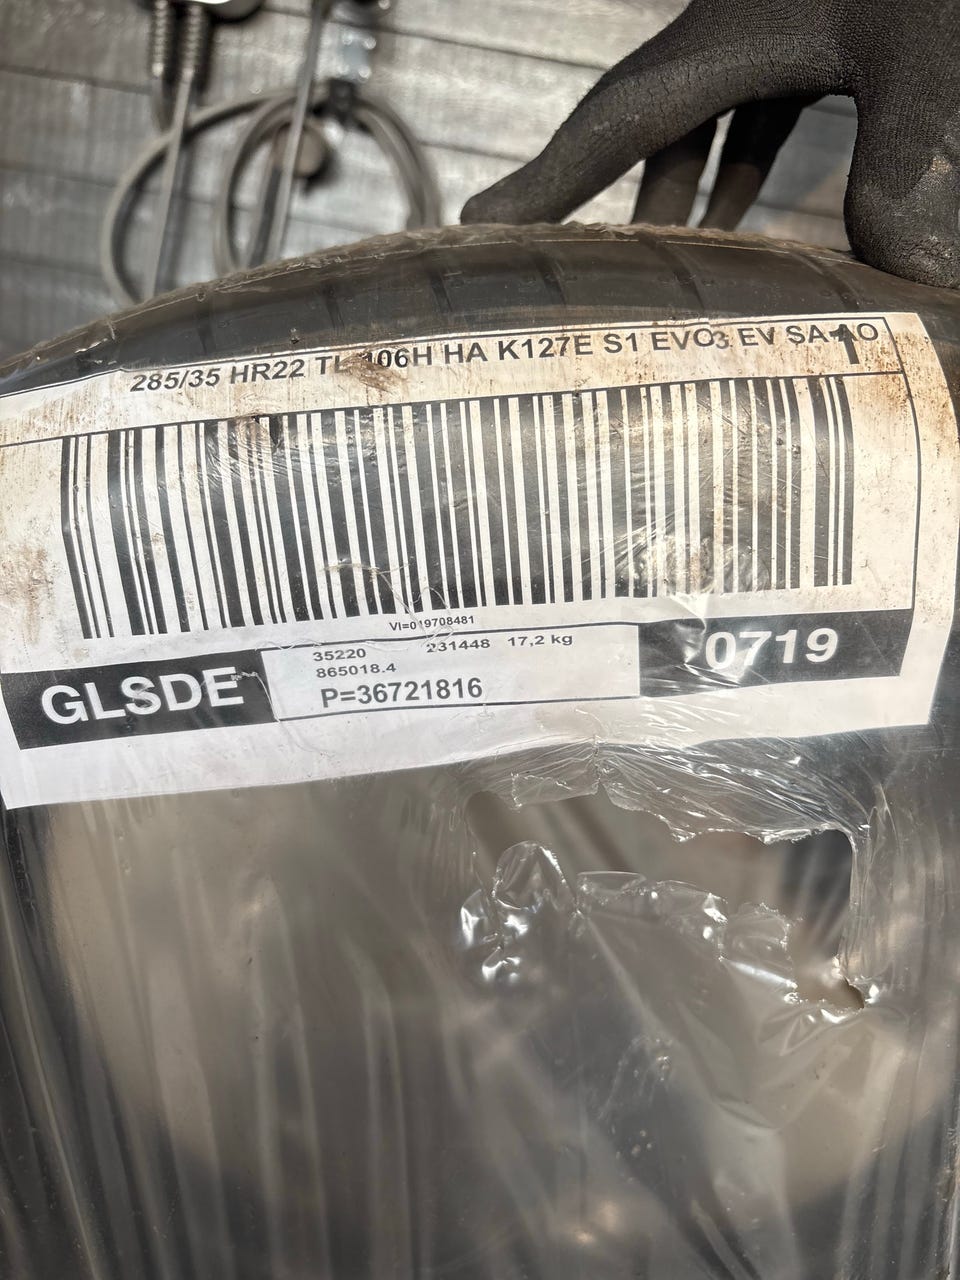 285/35 HR22 TL 106H HA K127E S1 EVO3 EV SA AO
1
VI=019708481
GLSDE
35220 231448 17,2 kg
865018.4
P=36721816
0719